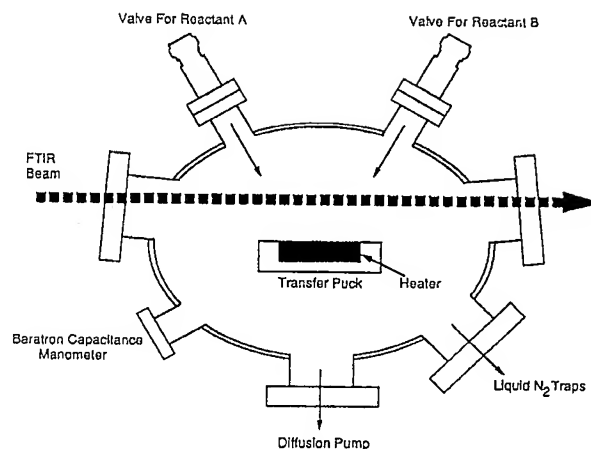 Valve For Reactant A
Valve For Reactant B
FTIR
Beam
Transfer Puck
Heater
Baratron Capacitance
Manometer
Liquid N2 Traps
Diffusion Pump